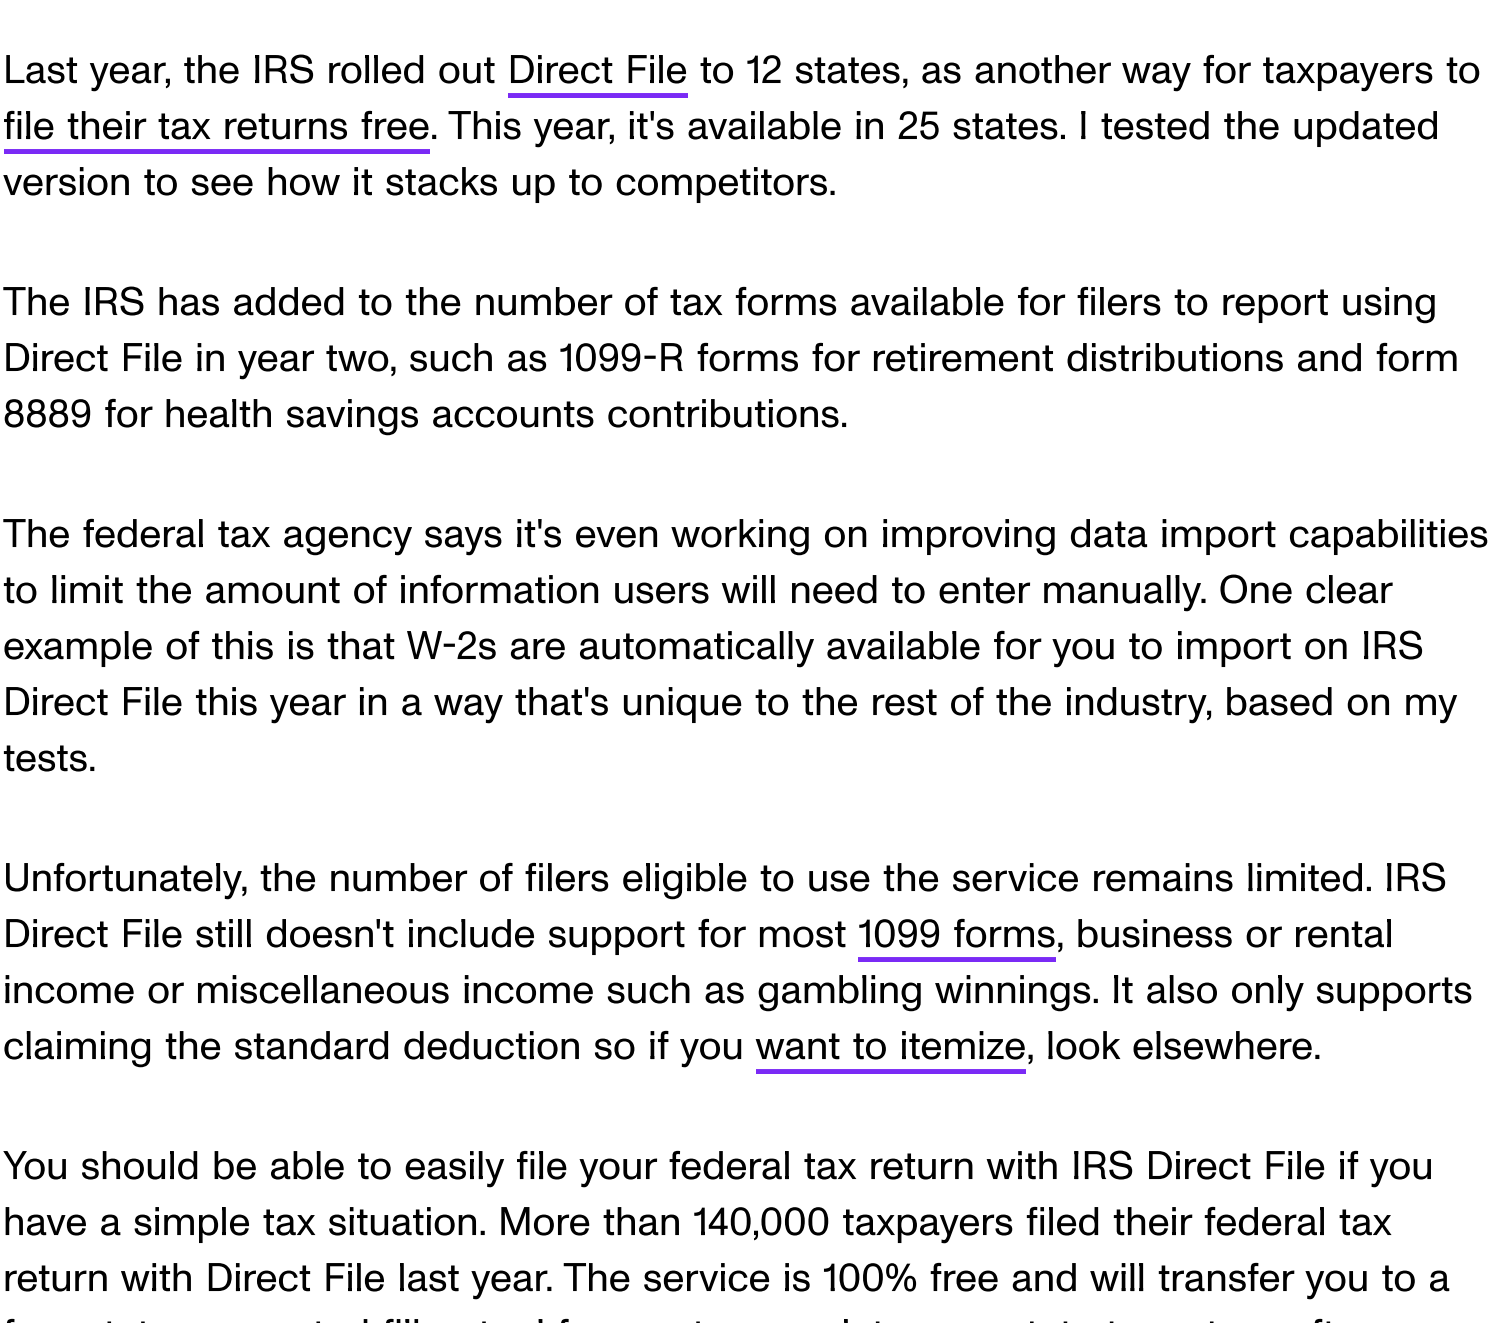 Last year, the IRS rolled out Direct File to 12 states, as another way for taxpayers to
file their tax returns free. This year, it's available in 25 states. I tested the updated
version to see how it stacks up to competitors.
The IRS has added to the number of tax forms available for filers to report using
Direct File in year two, such as 1099-R forms for retirement distributions and form
8889 for health savings accounts contributions.
The federal tax agency says it's even working on improving data import capabilities
to limit the amount of information users will need to enter manually. One clear
example of this is that W-2s are automatically available for you to import on IRS
Direct File this year in a way that's unique to the rest of the industry, based on my
tests.
Unfortunately, the number of filers eligible to use the service remains limited. IRS
Direct File still doesn't include support for most 1099 forms, business or rental
income or miscellaneous income such as gambling winnings. It also only supports
claiming the standard deduction so if you want to itemize, look elsewhere.
You should be able to easily file your federal tax return with IRS Direct File if you
have a simple tax situation. More than 140,000 taxpayers filed their federal tax
return with Direct File last year. The service is 100% free and will transfer you to a